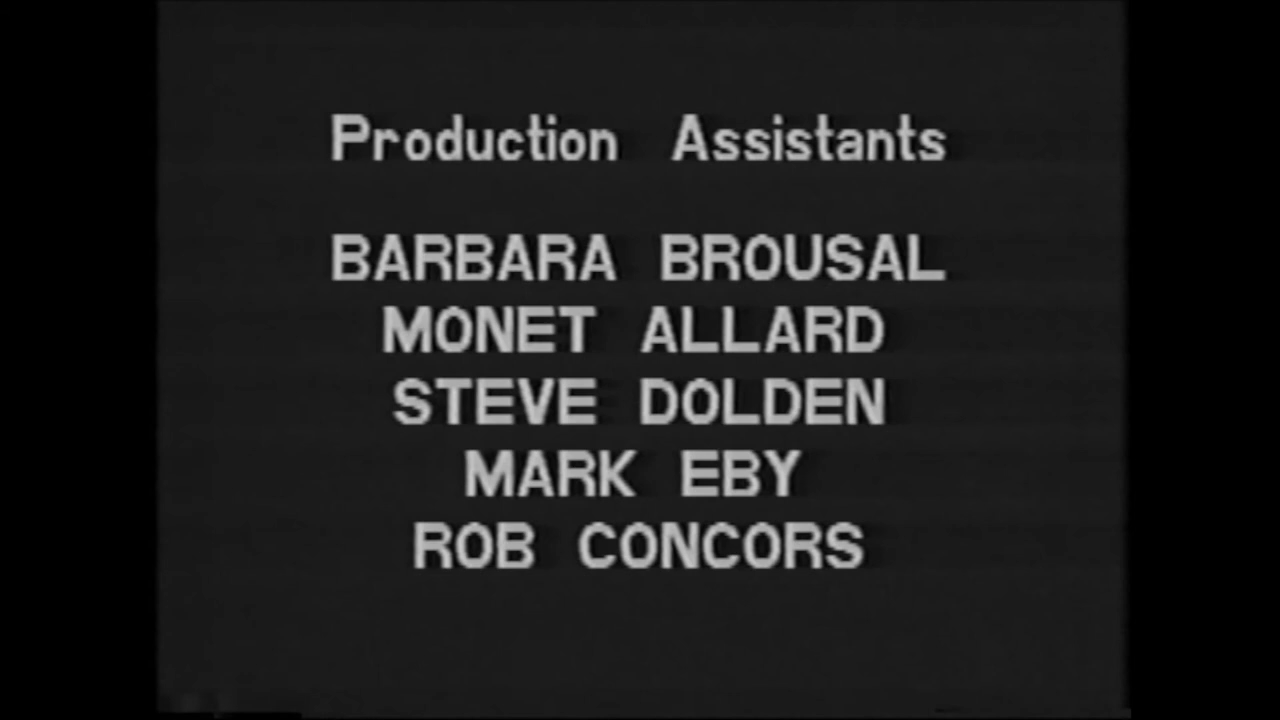 Production Assistants
BARBARA BROUSAL
MONET ALLARD
STEVE DOLDEN
MARK EBY
ROB CONCORS